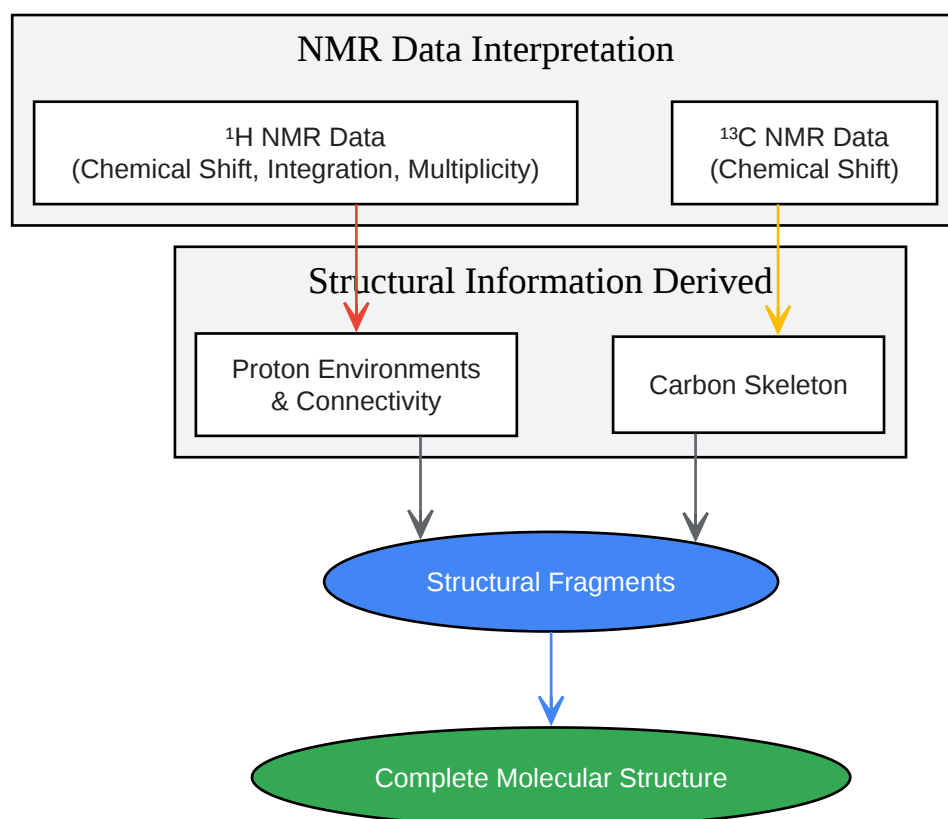 NMR Data Interpretation
¹H NMR Data
(Chemical Shift, Integration, Multiplicity)
¹³C NMR Data
(Chemical Shift)
Structural Information Derived
Proton Environments
& Connectivity
Carbon Skeleton
Structural Fragments
Complete Molecular Structure